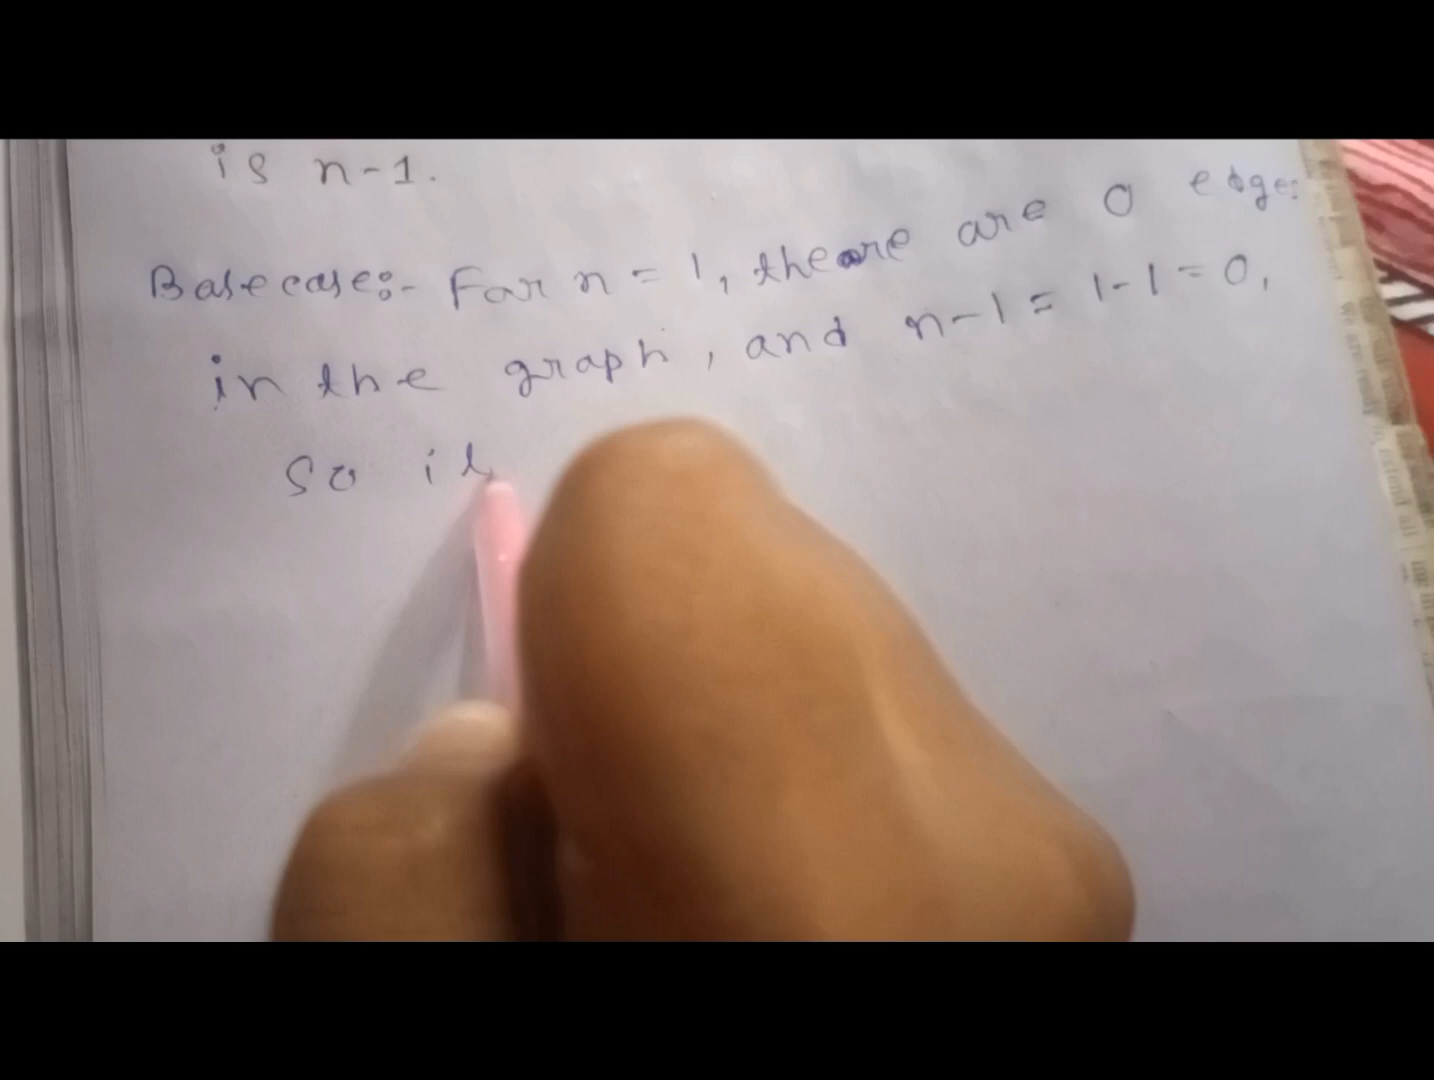 is n-1.
Basecase:- For n = 1, there are 0 edges
in the graph, and n-1 = 1-1 = 0,
so it